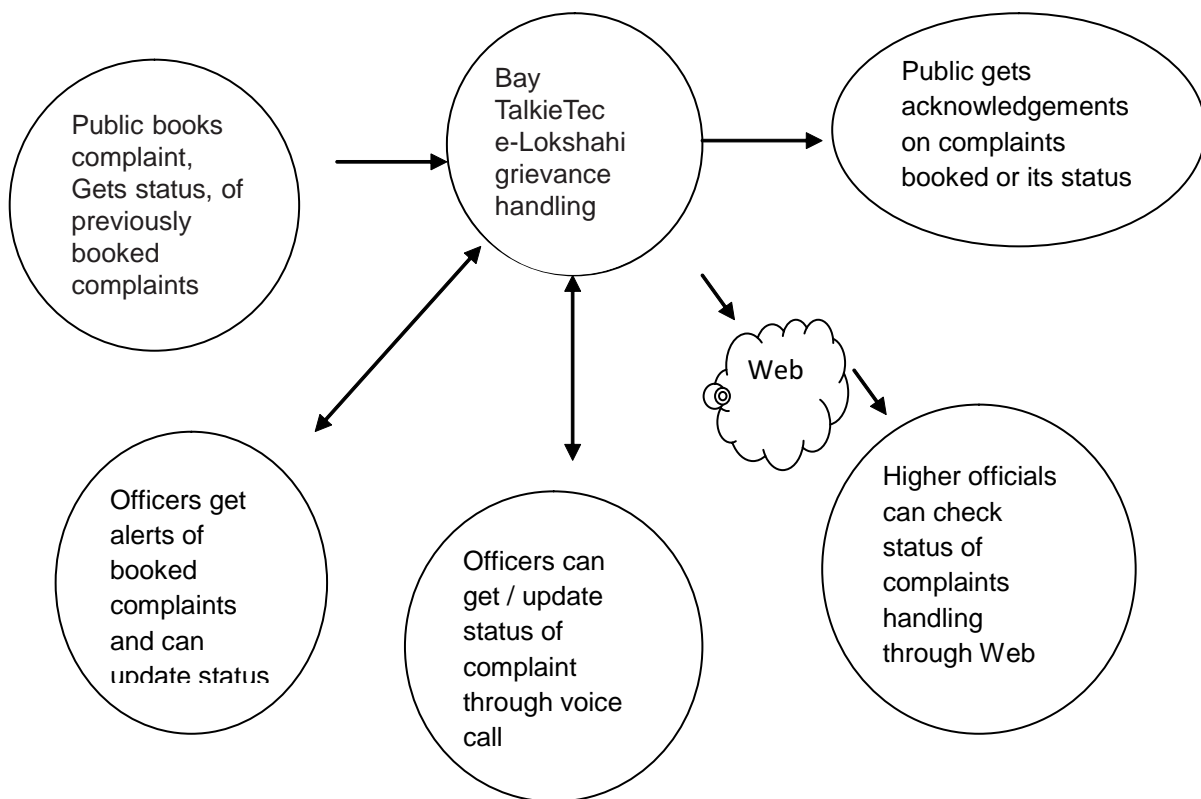 Public books
complaint,
Gets status, of
previously
booked
complaints
Bay
TalkieTec
e-Lokshahi
grievance
handling
Public gets
acknowledgements
on complaints
booked or its status
Web
Officers get
alerts of
booked
complaints
and can
update status
Officers can
get / update
status of
complaint
through voice
call
Higher officials
can check
status of
complaints
handling
through Web